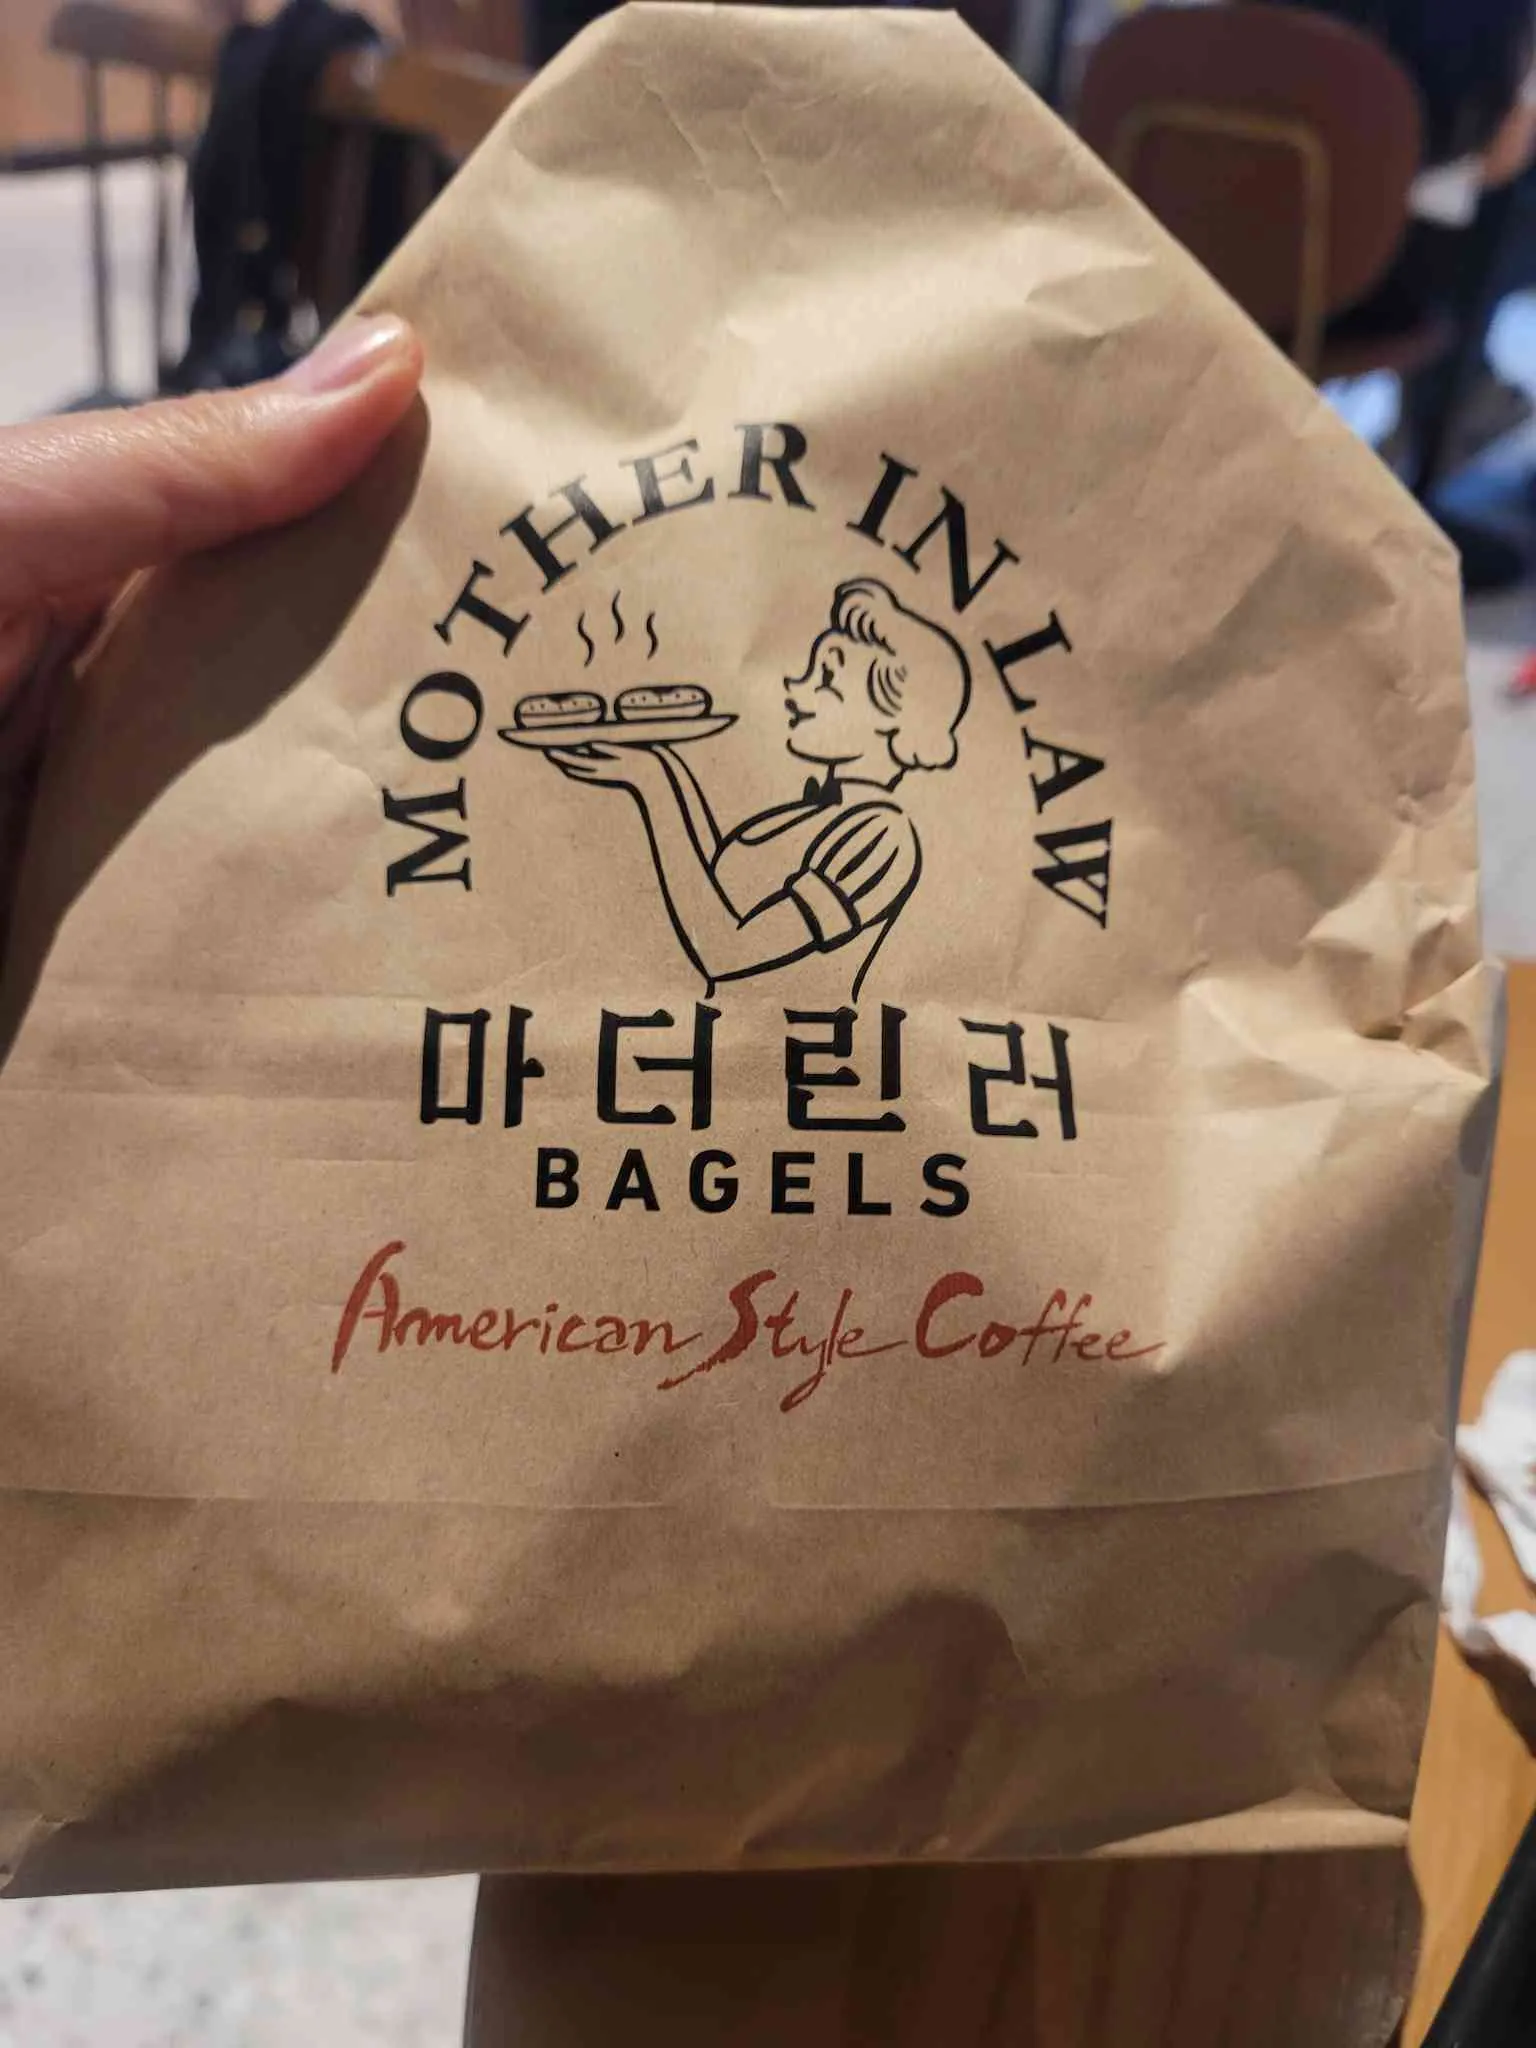 MOTHER IN LAW
마더린러
BAGELS
American Style Coffee